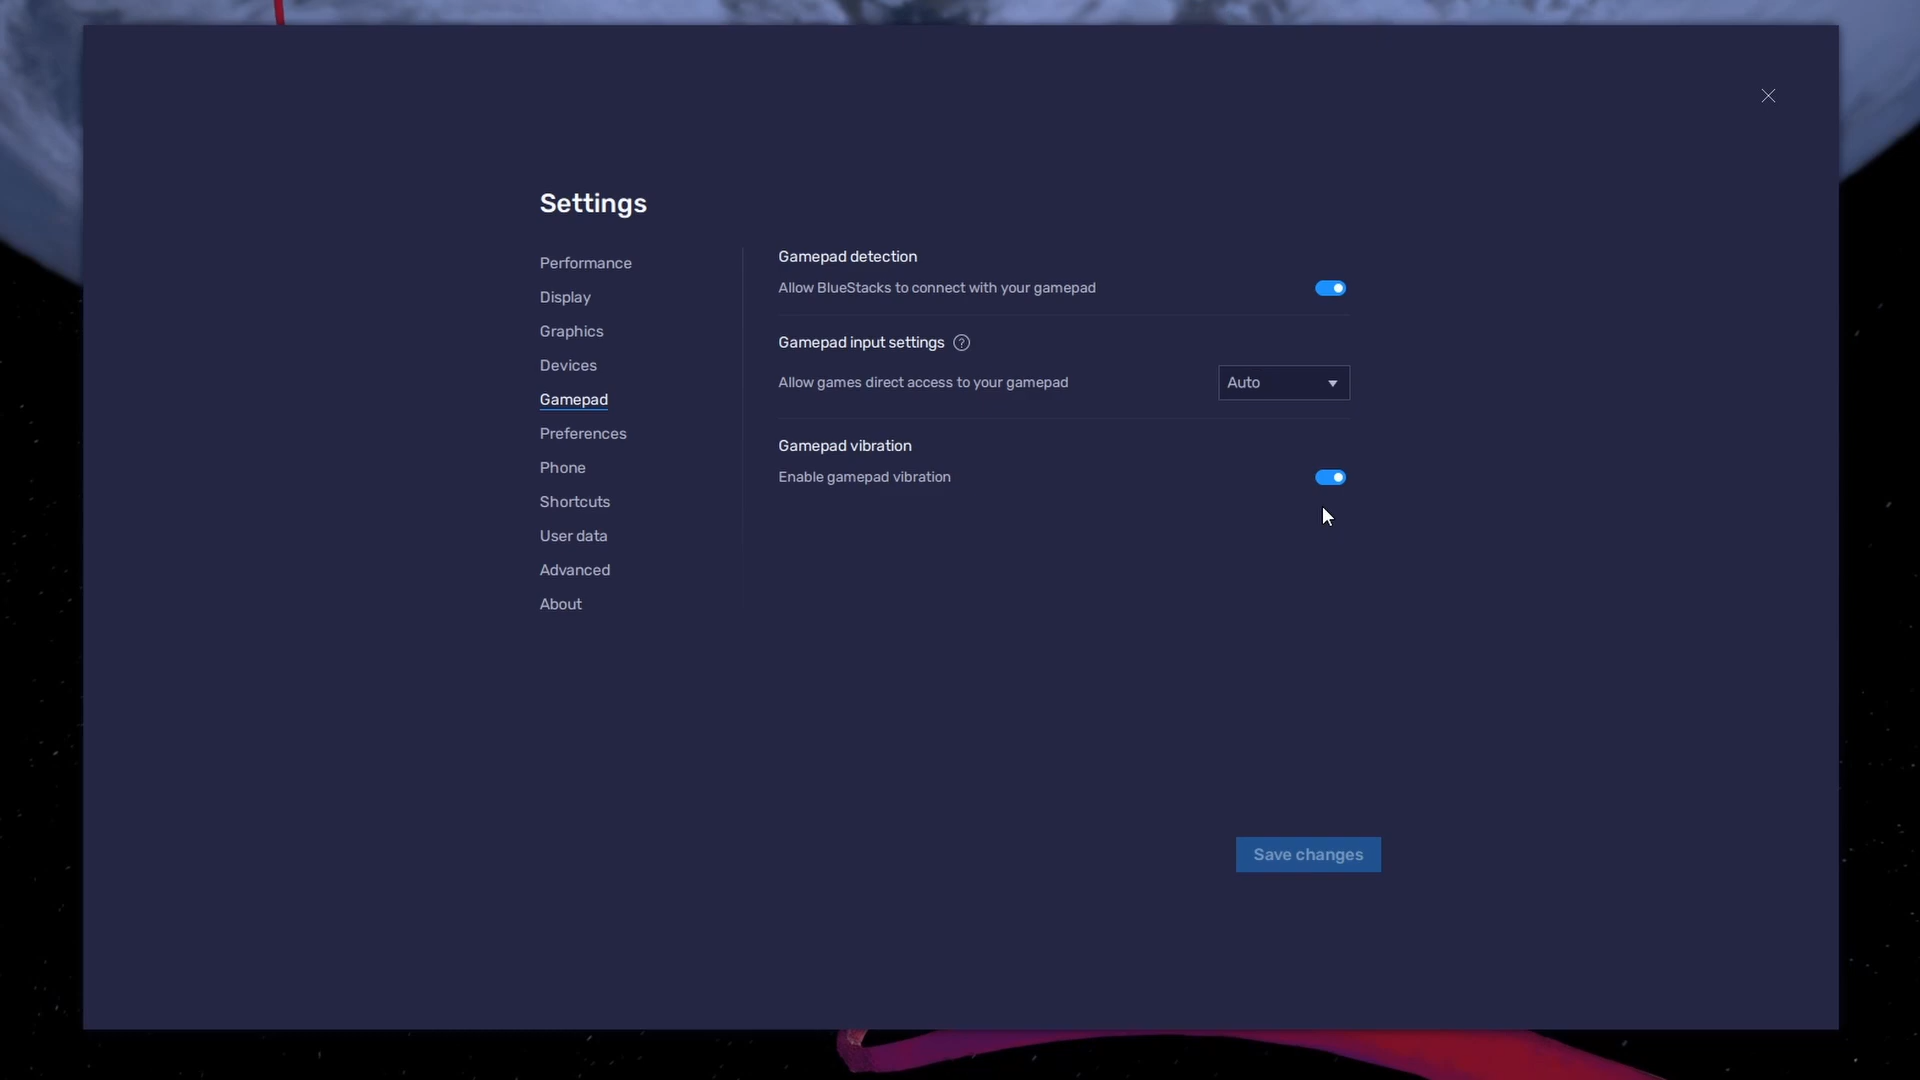 Settings
Performance
Display
Graphics
Devices
Gamepad
Preferences
Phone
Shortcuts
User data
Advanced
About
Gamepad detection
Allow BlueStacks to connect with your gamepad
Gamepad input settings ?
Allow games direct access to your gamepad
Auto
Gamepad vibration
Enable gamepad vibration
Save changes